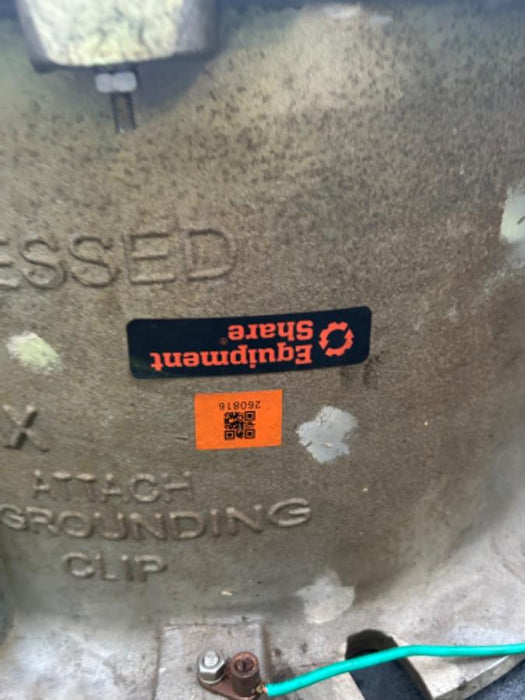 ESSED
Equipment
Share®
260816
X
ATTACH
GROUNDING
CLIP